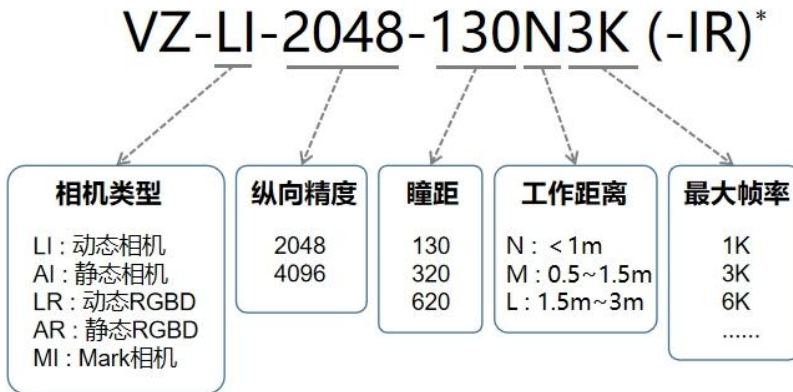 VZ-LI-2048-130N3K (-IR)*
相机类型
LI : 动态相机
AI : 静态相机
LR : 动态RGBD
AR : 静态RGBD
MI : Mark相机
纵向精度
2048
4096
瞳距
130
320
620
工作距离
N : <1m
M : 0.5~1.5m
L : 1.5m~3m
最大帧率
1K
3K
6K
......